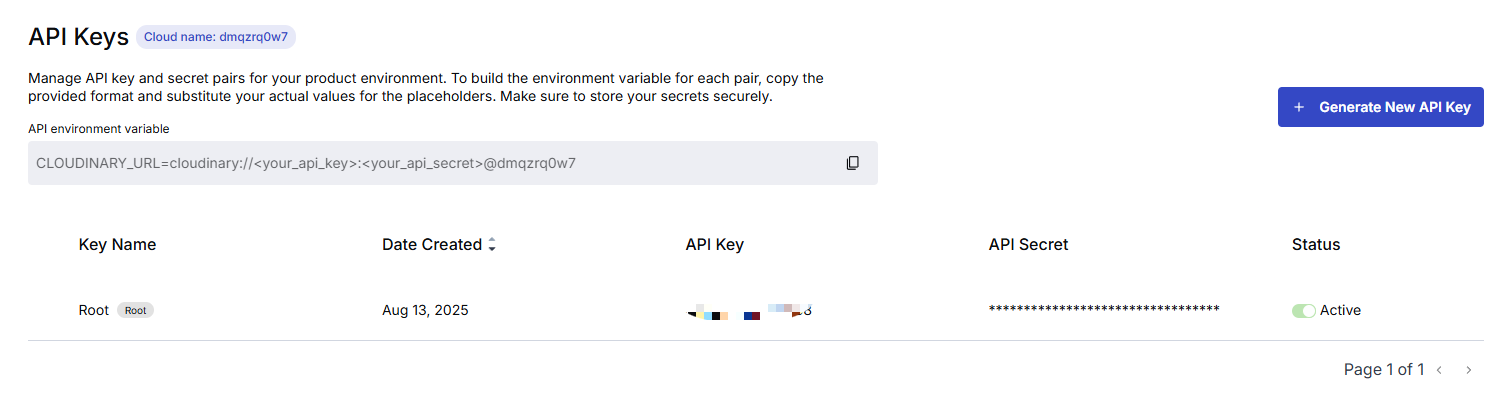 API Keys Cloud name: dmqzrq0w7
Manage API key and secret pairs for your product environment. To build the environment variable for each pair, copy the
provided format and substitute your actual values for the placeholders. Make sure to store your secrets securely.
+ Generate New API Key
API environment variable
CLOUDINARY_URL=cloudinary://<your_api_key>:<your_api_secret>@dmqzrq0w7
Key Name Date Created API Key API Secret Status
Root Root Aug 13, 2025 ********************************* Active
Page 1 of 1